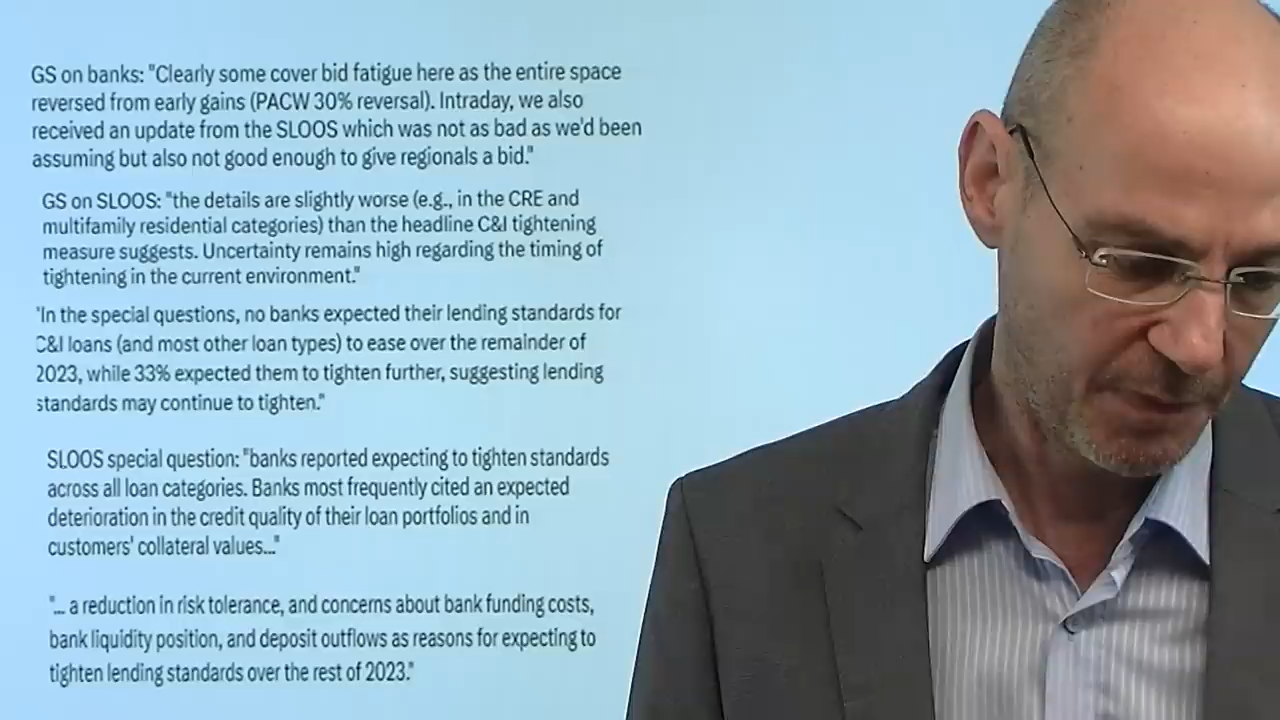 GS on banks: "Clearly some cover bid fatigue here as the entire space
reversed from early gains (PACW 30% reversal). Intraday, we also
received an update from the SLOOS which was not as bad as we'd been
assuming but also not good enough to give regionals a bid."
GS on SLOOS: "the details are slightly worse (e.g., in the CRE and
multifamily residential categories) than the headline C&I tightening
measure suggests. Uncertainty remains high regarding the timing of
tightening in the current environment."
"In the special questions, no banks expected their lending standards for
C&I loans (and most other loan types) to ease over the remainder of
2023, while 33% expected them to tighten further, suggesting lending
standards may continue to tighten."
SLOOS special question: "banks reported expecting to tighten standards
across all loan categories. Banks most frequently cited an expected
deterioration in the credit quality of their loan portfolios and in
customers' collateral values..."
"... a reduction in risk tolerance, and concerns about bank funding costs,
bank liquidity position, and deposit outflows as reasons for expecting to
tighten lending standards over the rest of 2023."